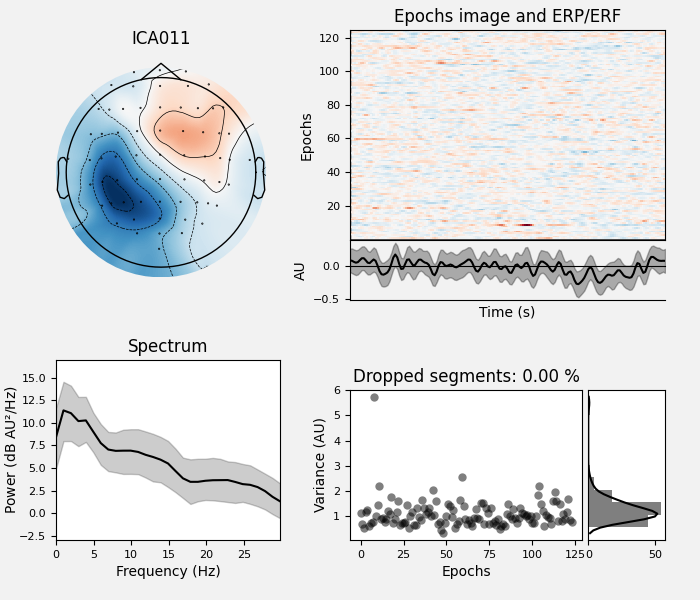 ICA011
Epochs image and ERP/ERF
120
100
80
60
40
20
Epochs
0.0
−0.5
AU
Time (s)
Spectrum
15.0
12.5
10.0
7.5
5.0
2.5
0.0
−2.5
Power (dB AU²/Hz)
0 5 10 15 20 25
Frequency (Hz)
Dropped segments: 0.00 %
6
5
4
3
2
1
Variance (AU)
0 25 50 75 100 125
Epochs
0 50